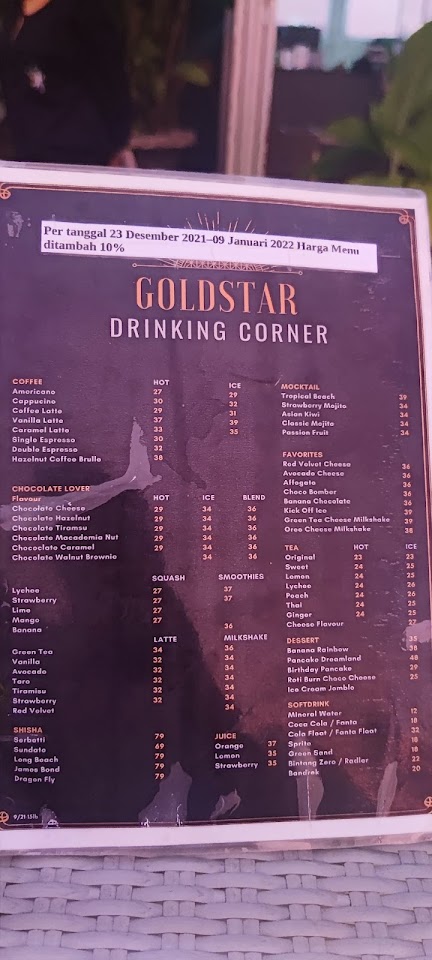 Per tanggal 23 Desember 2021–09 Januari 2022 Harga Menu
ditambah 10%
GOLDSTAR
DRINKING CORNER
COFFEE HOT ICE
Americano 27 29
Cappucino 30 32
Coffee Latte 29 31
Vanilla Latte 37 39
Caramel Latte 33 35
Single Espresso 30
Double Espresso 32
Hazelnut Coffee Brulle 38
CHOCOLATE LOVER
Flavour HOT ICE BLEND
Chocolate Cheese 29 34 36
Chocolate Hazelnut 29 34 36
Chocolate Tiramsu 29 34 36
Chocolate Macademia Nut 29 34 36
Chococlate Caramel 29 34 36
Chocolate Walnut Brownie 34 36
SQUASH SMOOTHIES
Lychee 27 37
Strawberry 27 37
Lime 27
Mango 27
Banana 36
LATTE MILKSHAKE
Green Tea 34 36
Vanilla 32 34
Avocado 32 34
Taro 32 34
Tiramisu 32 34
Strawberry 32 34
Red Velvet 34
SHISHA
Serbetti 79
Sundate 69
Long Beach 79
James Bond 79
Dragon Fly 79
JUICE
Orange 37
Lemon 35
Strawberry 35
MOCKTAIL
Tropical Beach 39
Strawberry Mojito 34
Asian Kiwi 34
Classic Mojito 34
Passion Fruit 34
FAVORITES
Red Velvet Cheese 36
Avocado Cheese 36
Affogato 36
Choco Bomber 36
Banana Chocolate 36
Kick Off Ice 39
Green Tea Cheese Milkshake 39
Oreo Cheese Milkshake 38
TEA HOT ICE
Original 23 23
Sweet 24 25
Lemon 24 25
Lychee 24 26
Peach 24 26
Thai 24 25
Ginger 24 25
Cheese Flavour 27
DESSERT 35
Banana Rainbow 38
Pancake Dreamland 48
Birthday Pancake 29
Roti Burn Choco Cheese 25
Ice Cream Jumble
SOFTDRINK
Mineral Water 12
Coca Cola / Fanta 18
Cola Float / Fanta Float 32
Sprite 18
Green Sand 18
Bintang Zero / Radler 22
Bandrek 20